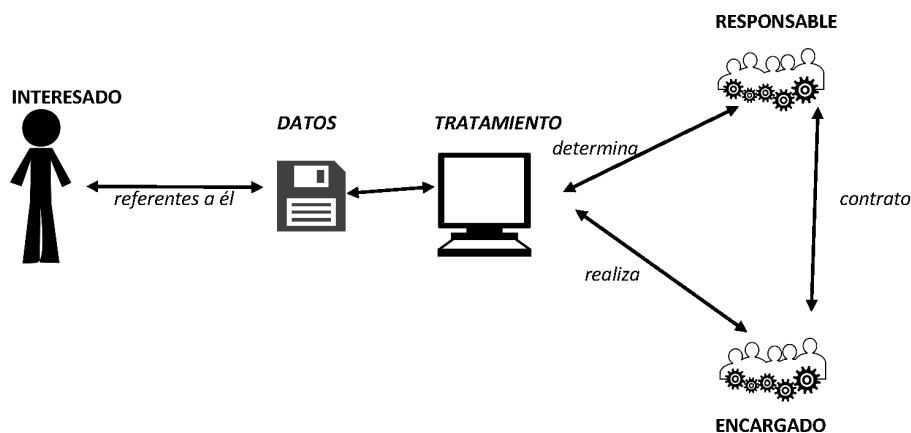 RESPONSABLE
INTERESADO
DATOS
TRATAMIENTO
determina
referentes a él
contrato
realiza
ENCARGADO